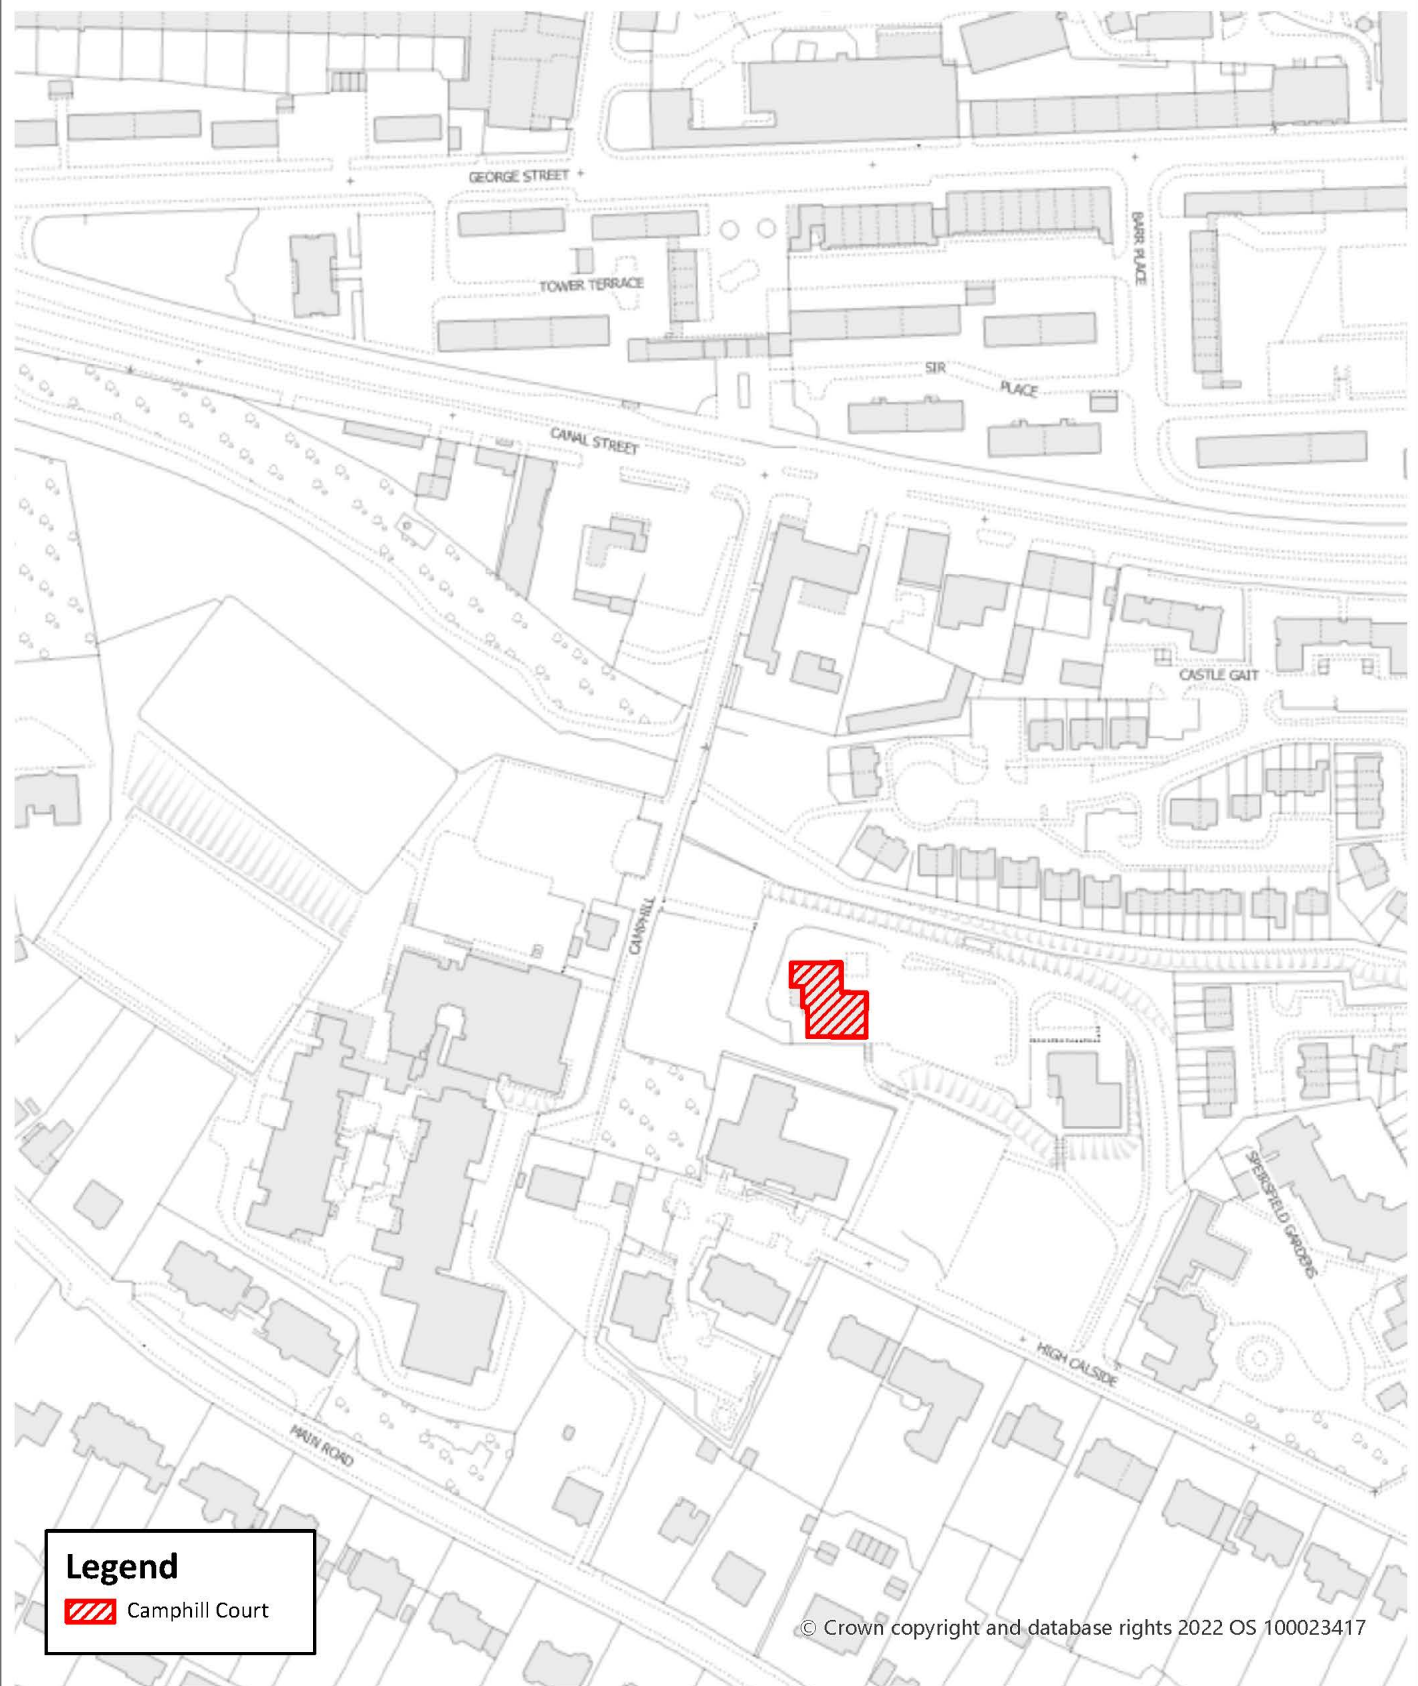 GEORGE STREET
BARR PLACE
TOWER TERRACE
SIR
PLACE
CANAL STREET
CASTLE GAIT
CAMPHILL
SPEIRSFIELD GARDENS
HIGH CALSIDE
MAIN ROAD
Legend
Camphill Court
© Crown copyright and database rights 2022 OS 100023417